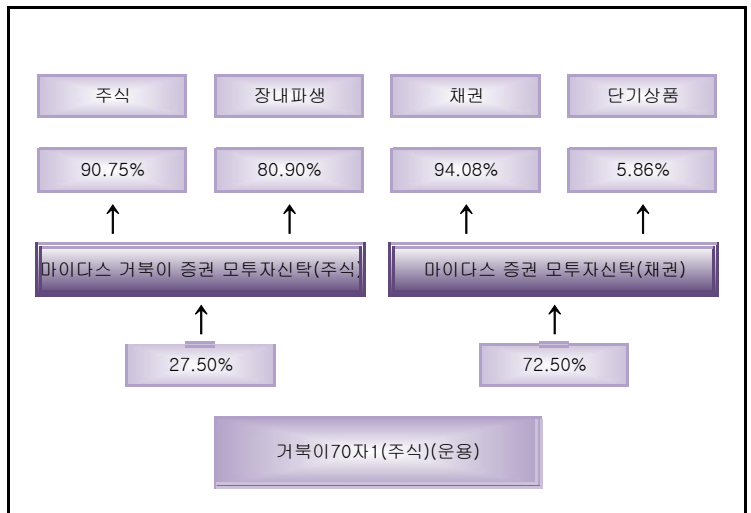 주식 장내파생 채권 단기상품
90.75% 80.90% 94.08% 5.86%
마이다스 거북이 증권 모투자신탁(주식) 마이다스 증권 모투자신탁(채권)
27.50% 72.50%
거북이70자1(주식)(운용)